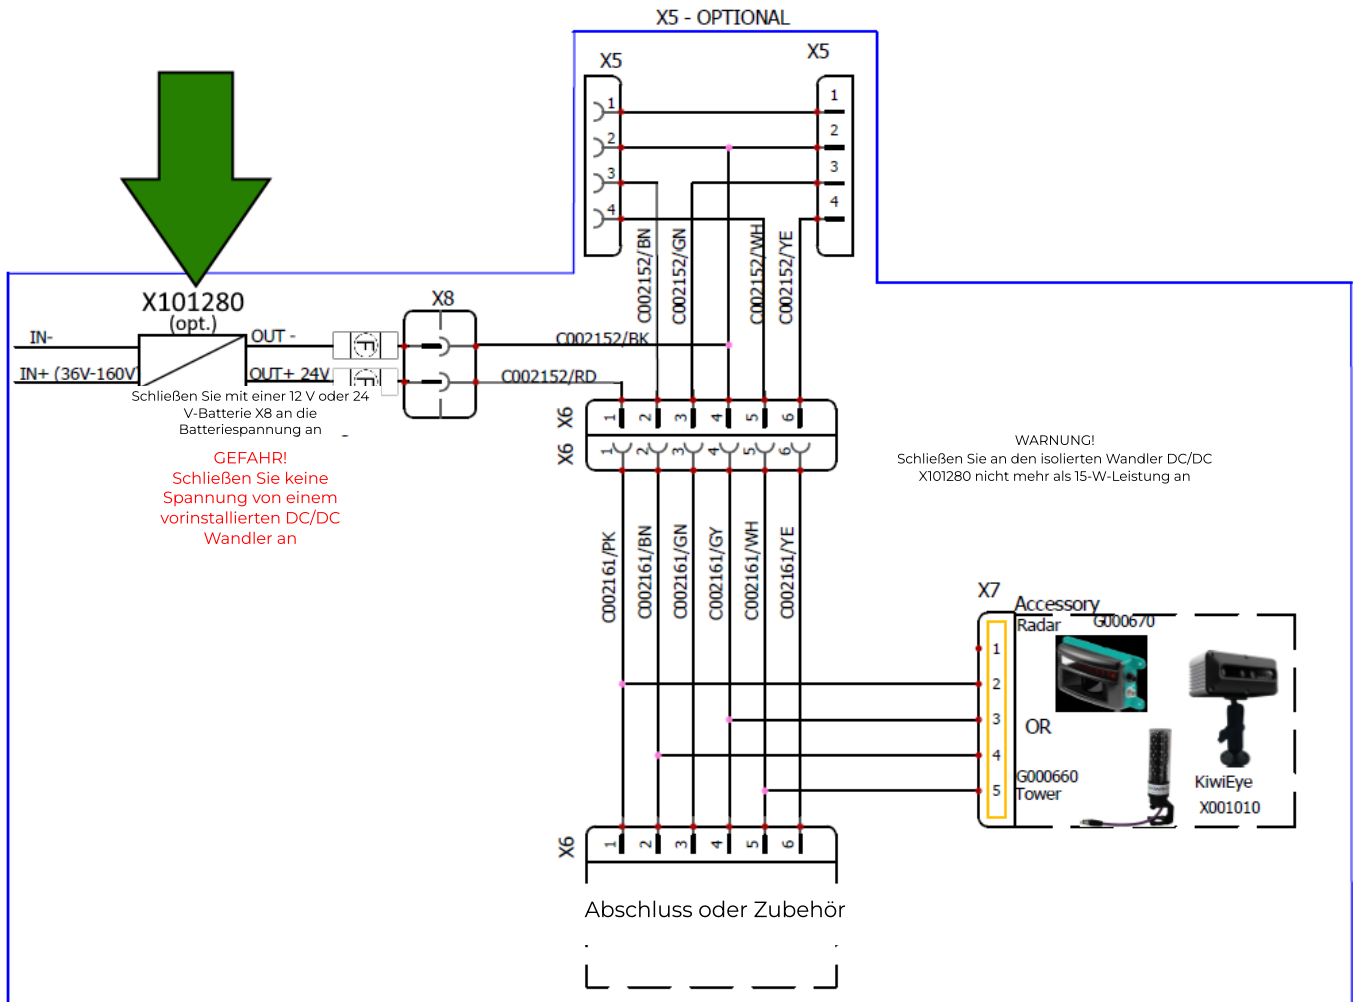 X5 - OPTIONAL
X5
X5
1
2
3
4
1
2
3
4
C002152/BN
C002152/GN
C002152/WH
C002152/YE
X101280
(opt.)
X8
IN-
OUT -
F
C002152/BK
IN+ (36V-160V)
OUT+ 24V
F
C002152/RD
Schließen Sie mit einer 12 V oder 24
V-Batterie X8 an die
Batteriespannung an
GEFAHR!
Schließen Sie keine
Spannung von einem
vorinstallierten DC/DC
Wandler an
X6
1
2
3
4
5
6
X6
1
2
3
4
5
6
WARNUNG!
Schließen Sie an den isolierten Wandler DC/DC
X101280 nicht mehr als 15-W-Leistung an
C002161/PK
C002161/BN
C002161/GN
C002161/GY
C002161/WH
C002161/YE
X7
Accessory
Radar
G000670
1
2
3
4
5
OR
G000660
Tower
KiwiEye
X001010
X6
1
2
3
4
5
6
Abschluss oder Zubehör